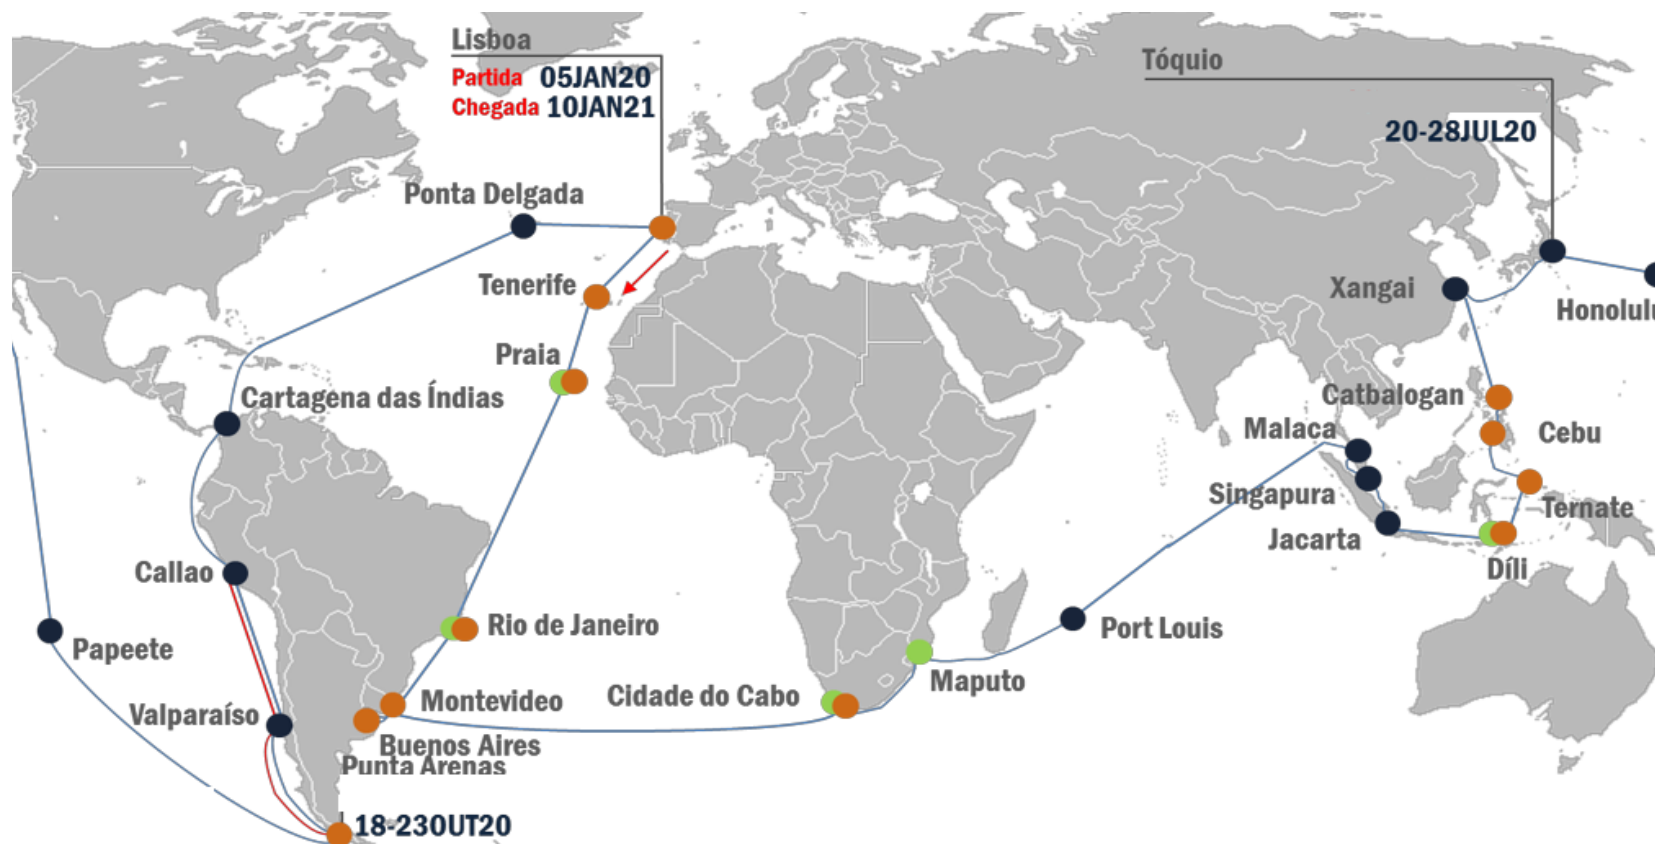 Lisboa
Partida 05JAN20
Chegada 10JAN21
Tóquio
20-28JUL20
Ponta Delgada
Tenerife
Xangai
Honolulu
Praia
Cartagena das Índias
Catbalogan
Malaca
Cebu
Singapura
Ternate
Jacarta
Callao
Díli
Rio de Janeiro
Port Louis
Papeete
Maputo
Montevideo
Cidade do Cabo
Valparaíso
Buenos Aires
Punta Arenas
18-23OUT20